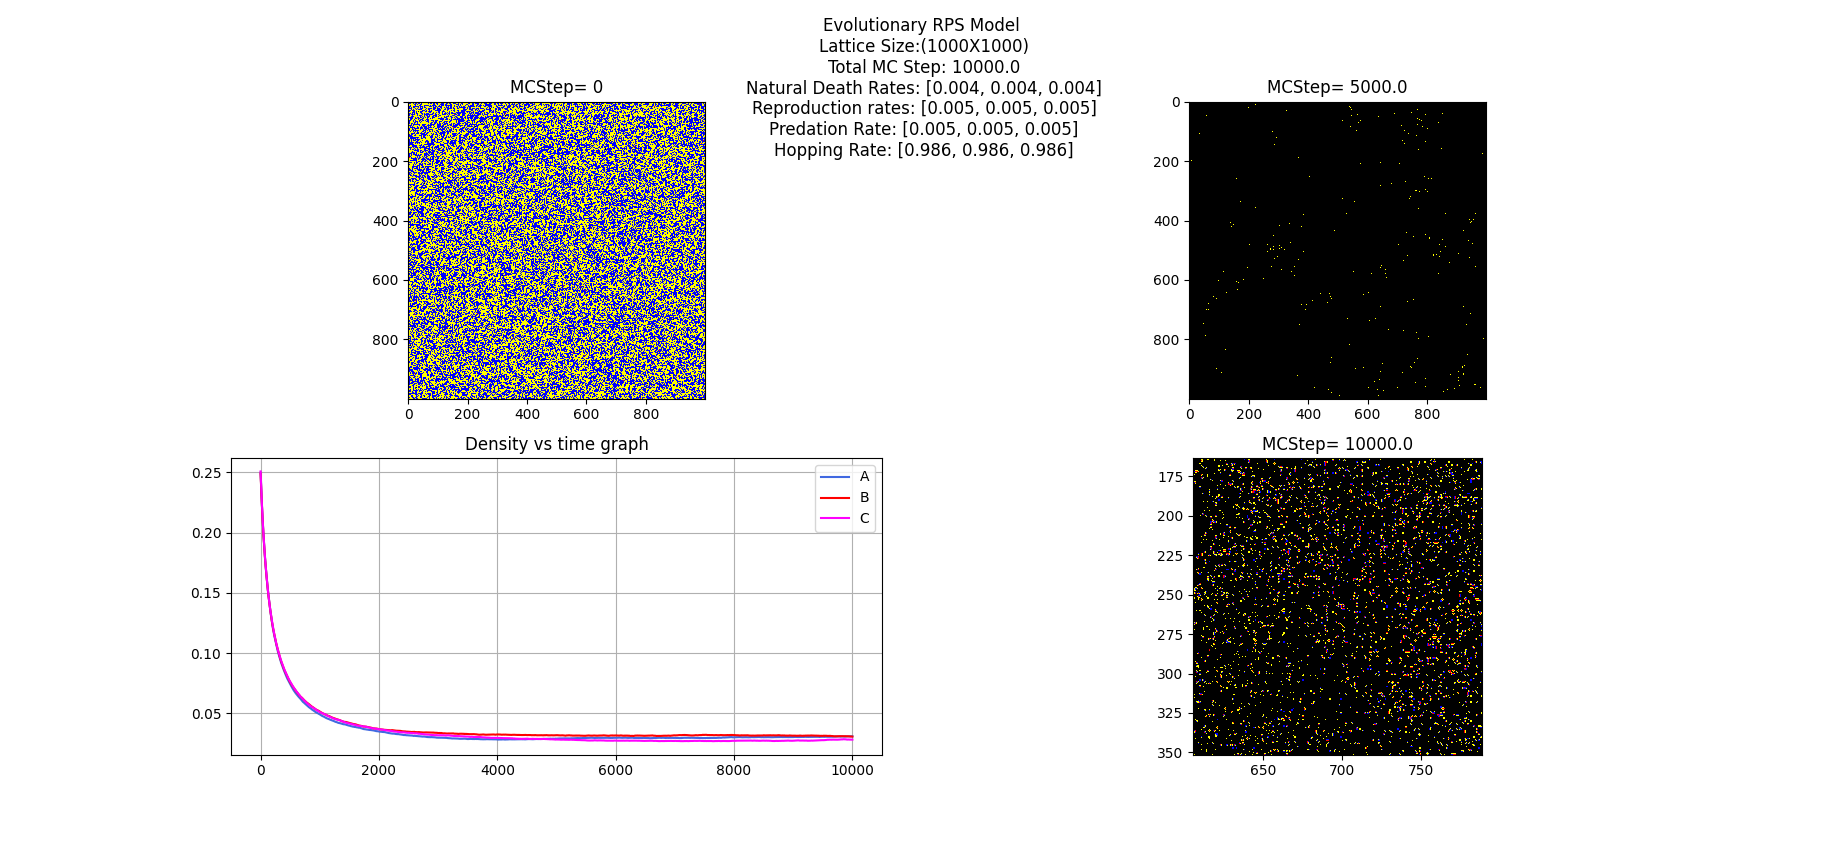 Evolutionary RPS Model
Lattice Size:(1000X1000)
Total MC Step: 10000.0
Natural Death Rates: [0.004, 0.004, 0.004]
Reproduction rates: [0.005, 0.005, 0.005]
Predation Rate: [0.005, 0.005, 0.005]
Hopping Rate: [0.986, 0.986, 0.986]
MCStep= 0
0
200
400
600
800
0 200 400 600 800
MCStep= 5000.0
0
200
400
600
800
0 200 400 600 800
Density vs time graph
0.25
0.20
0.15
0.10
0.05
0 2000 4000 6000 8000 10000
A
B
C
MCStep= 10000.0
175
200
225
250
275
300
325
350
650 700 750